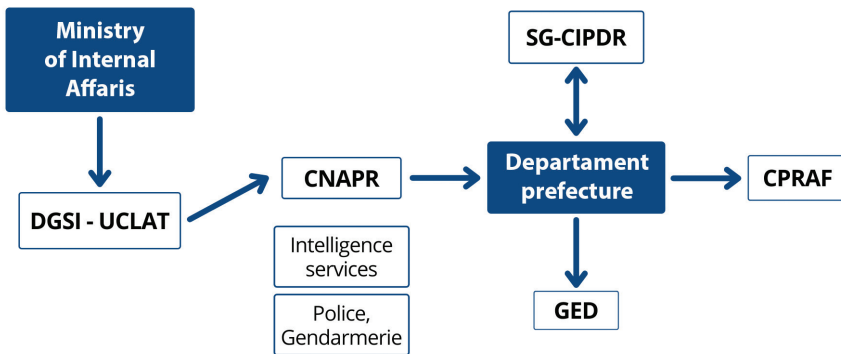 Ministry
of Internal
Affaris
SG-CIPDR
DGSI - UCLAT
CNAPR
Departament
prefecture
CPRAF
Intelligence
services
Police,
Gendarmerie
GED